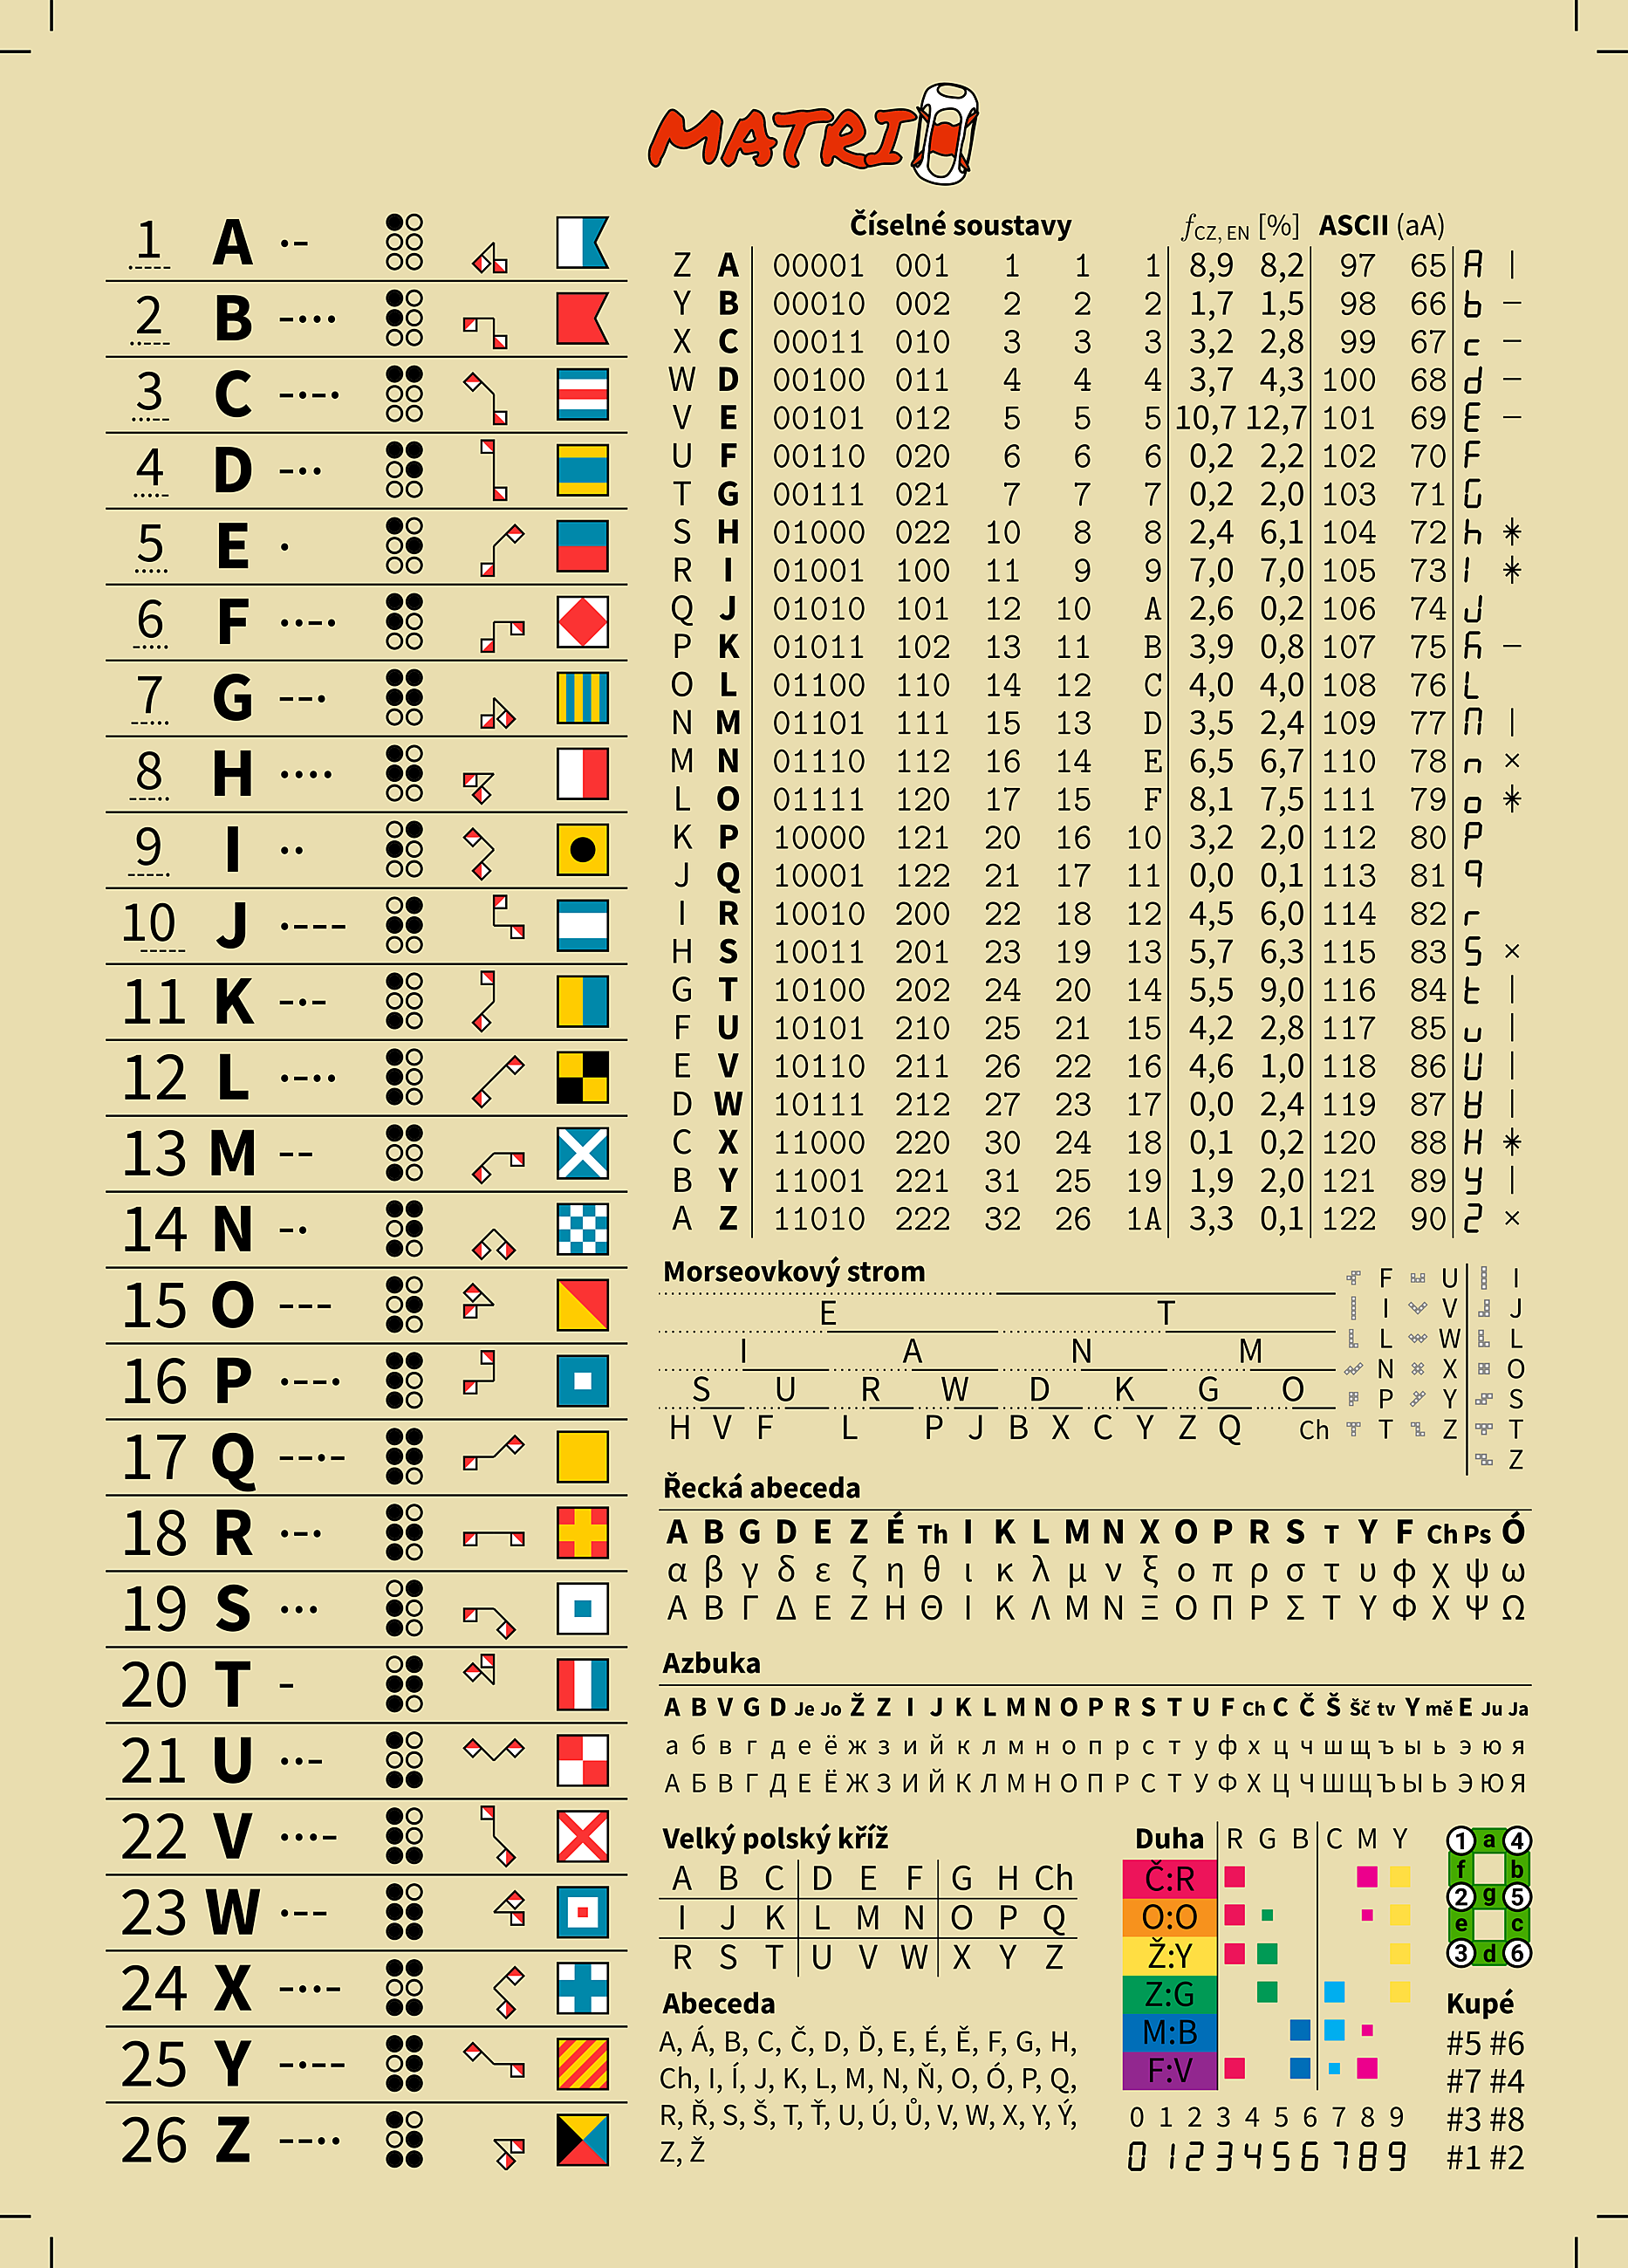 MATRIO
1 A ·-
.-----
2 B -···
..---
3 C -·-·
...--
4 D -··
....-
5 E ·
.....
6 F ··-·
-....
7 G --·
--...
8 H ····
---..
9 I ··
----.
10 J ·---
-----
11 K -·-
12 L ·-··
13 M --
14 N -·
15 O ---
16 P ·--·
17 Q --·-
18 R ·-·
19 S ···
20 T -
21 U ··-
22 V ···-
23 W ·--
24 X -··-
25 Y -·--
26 Z --··
Číselné soustavy fCZ, EN [%] ASCII (aA)
Z A 00001 001 1 1 1 8,9 8,2 97 65 A |
Y B 00010 002 2 2 2 1,7 1,5 98 66 b –
X C 00011 010 3 3 3 3,2 2,8 99 67 c –
W D 00100 011 4 4 4 3,7 4,3 100 68 d –
V E 00101 012 5 5 5 10,7 12,7 101 69 E –
U F 00110 020 6 6 6 0,2 2,2 102 70 F
T G 00111 021 7 7 7 0,2 2,0 103 71 G
S H 01000 022 10 8 8 2,4 6,1 104 72 h *
R I 01001 100 11 9 9 7,0 7,0 105 73 I *
Q J 01010 101 12 10 A 2,6 0,2 106 74 J
P K 01011 102 13 11 B 3,9 0,8 107 75 –
O L 01100 110 14 12 C 4,0 4,0 108 76 L
N M 01101 111 15 13 D 3,5 2,4 109 77 |
M N 01110 112 16 14 E 6,5 6,7 110 78 n ×
L O 01111 120 17 15 F 8,1 7,5 111 79 o *
K P 10000 121 20 16 10 3,2 2,0 112 80 P
J Q 10001 122 21 17 11 0,0 0,1 113 81 q
I R 10010 200 22 18 12 4,5 6,0 114 82 r
H S 10011 201 23 19 13 5,7 6,3 115 83 S ×
G T 10100 202 24 20 14 5,5 9,0 116 84 t |
F U 10101 210 25 21 15 4,2 2,8 117 85 u |
E V 10110 211 26 22 16 4,6 1,0 118 86 U |
D W 10111 212 27 23 17 0,0 2,4 119 87 |
C X 11000 220 30 24 18 0,1 0,2 120 88 H *
B Y 11001 221 31 25 19 1,9 2,0 121 89 y |
A Z 11010 222 32 26 1A 3,3 0,1 122 90 2 ×
Morseovkový strom
E T
I A N M
S U R W D K G O
H V F L P J B X C Y Z Q Ch
F U I
I V J
L W L
N X O
P Y S
T Z T
Z
Řecká abeceda
A B G D E Z É Th I K L M N X O P R S T Y F Ch Ps Ó
α β γ δ ε ζ η θ ι κ λ μ ν ξ ο π ρ σ τ υ φ χ ψ ω
Α Β Γ Δ Ε Ζ Η Θ Ι Κ Λ Μ Ν Ξ Ο Π Ρ Σ Τ Υ Φ Χ Ψ Ω
Azbuka
A B V G D Je Jo Ž Z I J K L M N O P R S T U F Ch C Č Š Šč tv Y mě E Ju Ja
а б в г д е ё ж з и й к л м н о п р с т у ф х ц ч ш щ ъ ы ь э ю я
А Б В Г Д Е Ё Ж З И Й К Л М Н О П Р С Т У Ф Х Ц Ч Ш Щ Ъ Ы Ь Э Ю Я
Velký polský kříž
A B C D E F G H Ch
I J K L M N O P Q
R S T U V W X Y Z
Abeceda
A, Á, B, C, Č, D, Ď, E, É, Ě, F, G, H,
Ch, I, Í, J, K, L, M, N, Ň, O, Ó, P, Q,
R, Ř, S, Š, T, Ť, U, Ú, Ů, V, W, X, Y, Ý,
Z, Ž
Duha R G B C M Y
Č:R
O:O
Ž:Y
Z:G
M:B
F:V
0 1 2 3 4 5 6 7 8 9
0 1 2 3 4 5 6 7 8 9
1 a 4
f b
2 g 5
e c
3 d 6
Kupé
#5 #6
#7 #4
#3 #8
#1 #2